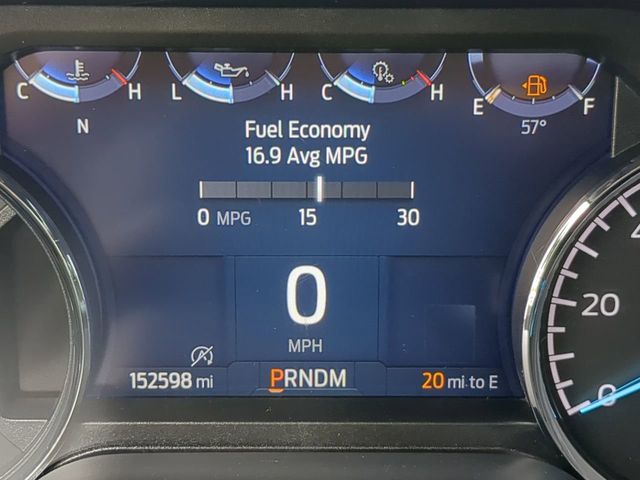 C H L H C H E F
N 57°
Fuel Economy
16.9 Avg MPG
0 MPG 15 30
0
MPH
152598 mi PRNDM 20 mi to E
20
0